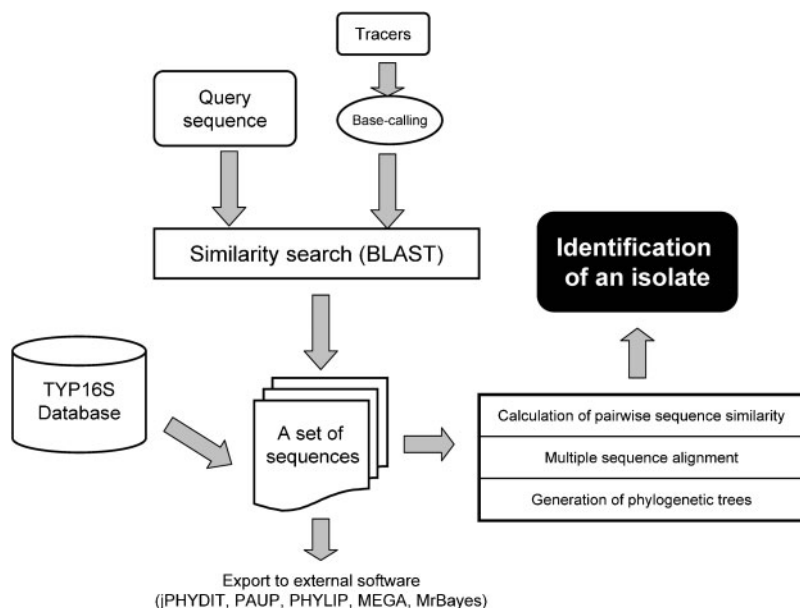 Tracers
Query
sequence
Base-calling
Similarity search (BLAST)
Identification
of an isolate
TYP16S
Database
A set of
sequences
Calculation of pairwise sequence similarity
Multiple sequence alignment
Generation of phylogenetic trees
Export to external software
(jPHYDIT, PAUP, PHYLIP, MEGA, MrBayes)